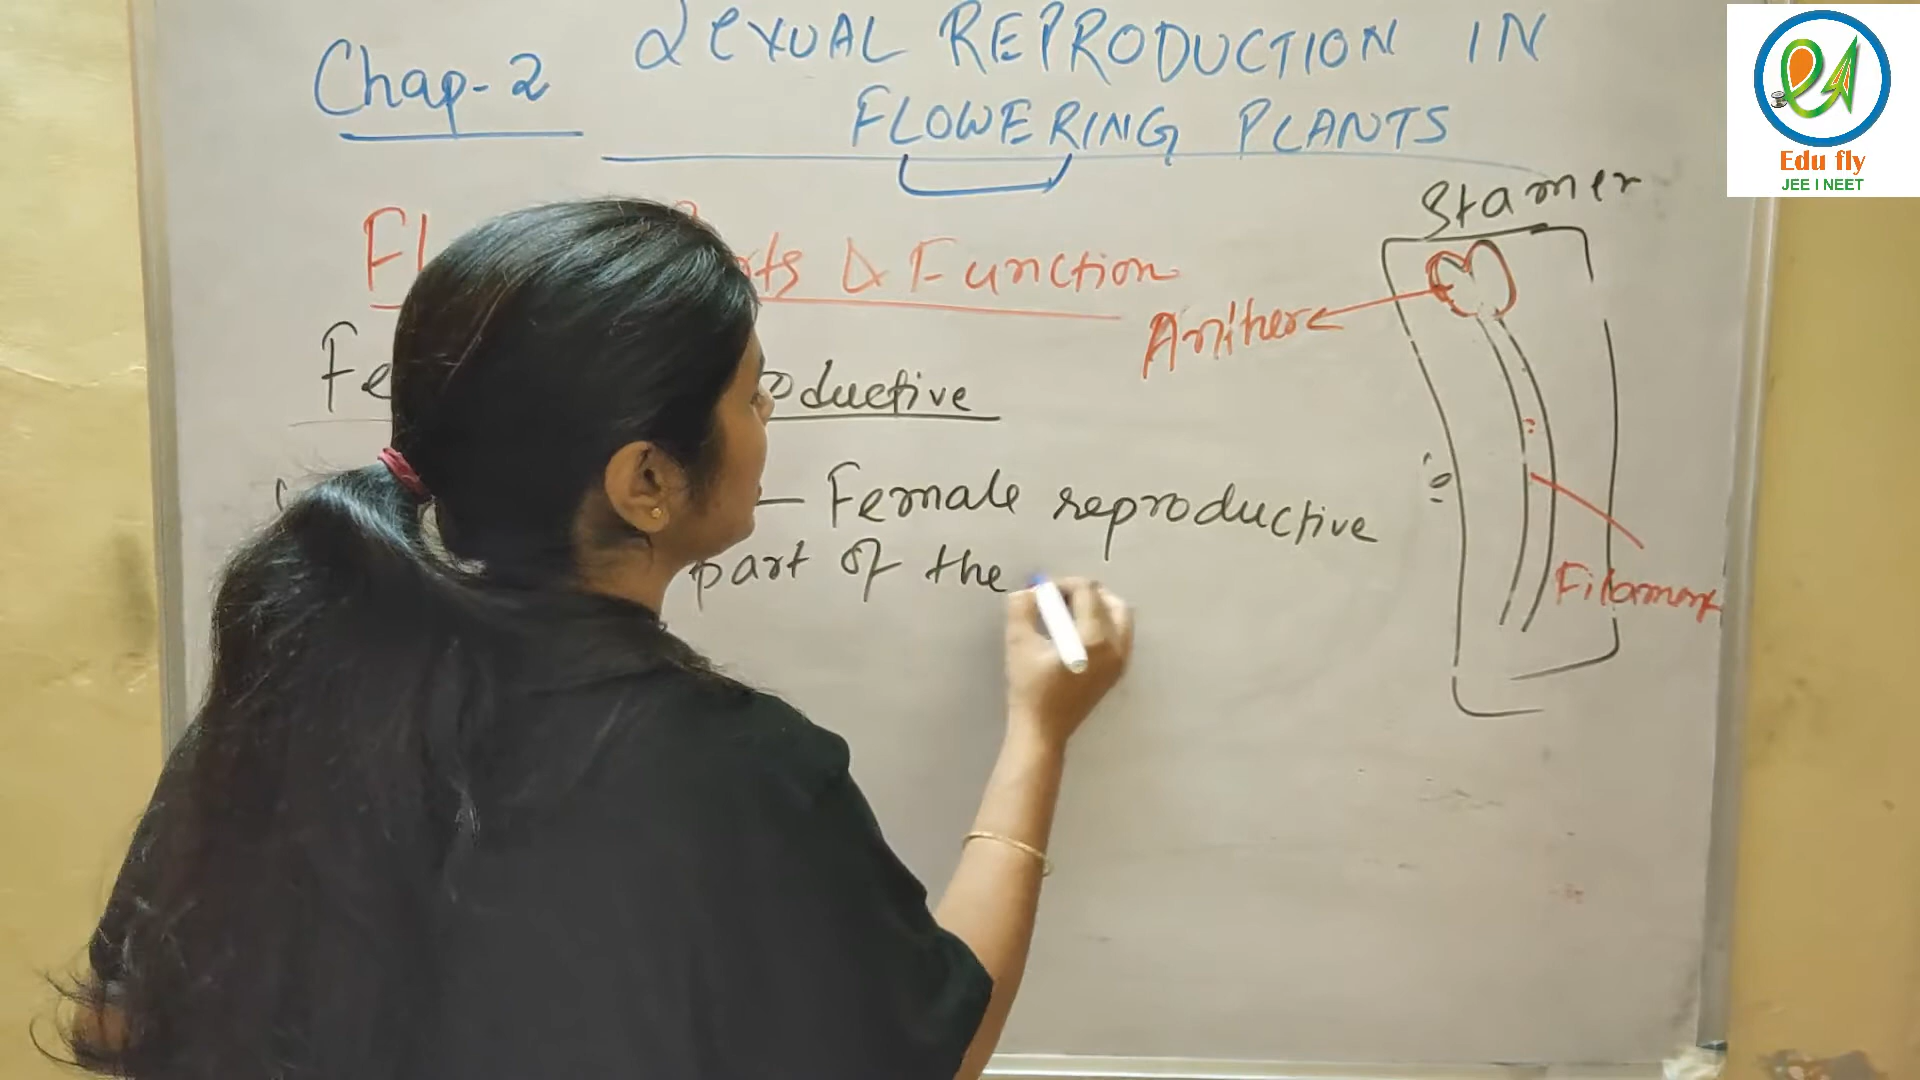 Chap-2
SEXUAL REPRODUCTION IN
FLOWERING PLANTS
& Function
Stamen
Anther
— Female reproductive
part of the
Filament
Edu fly
JEE I NEET